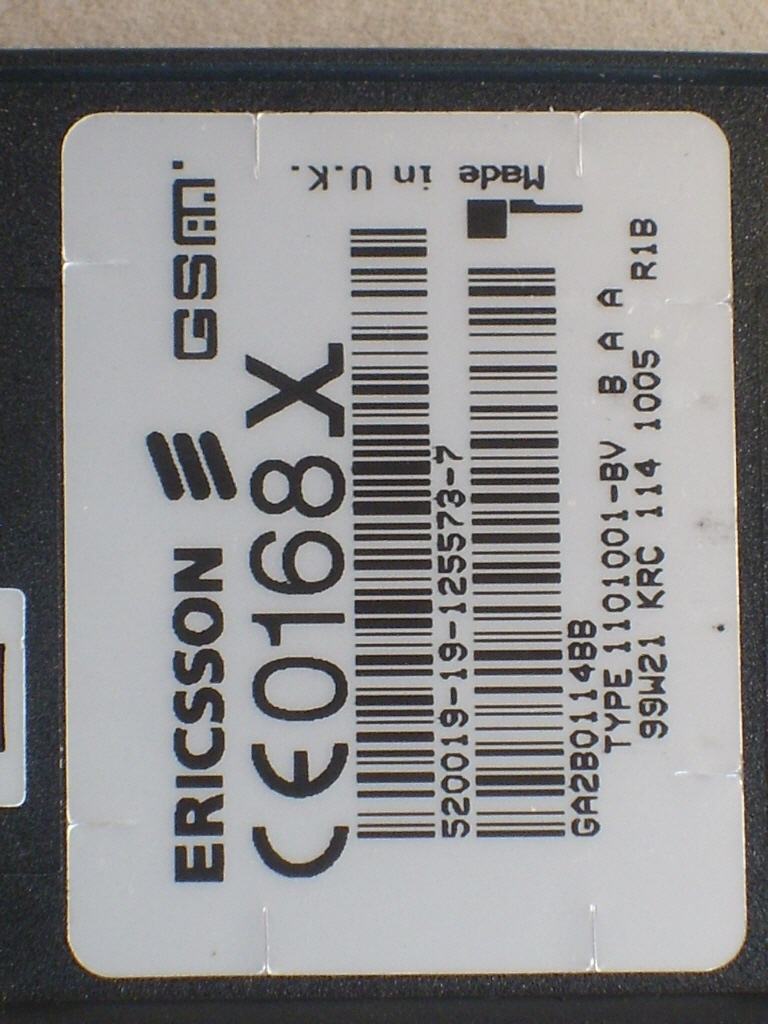 ERICSSON GSM
CE0168X
520019-19-125573-7
GA2B0114BB
TYPE 1101001-BV B A A
99W21 KRC 114 1005 R1B
Made in U.K.